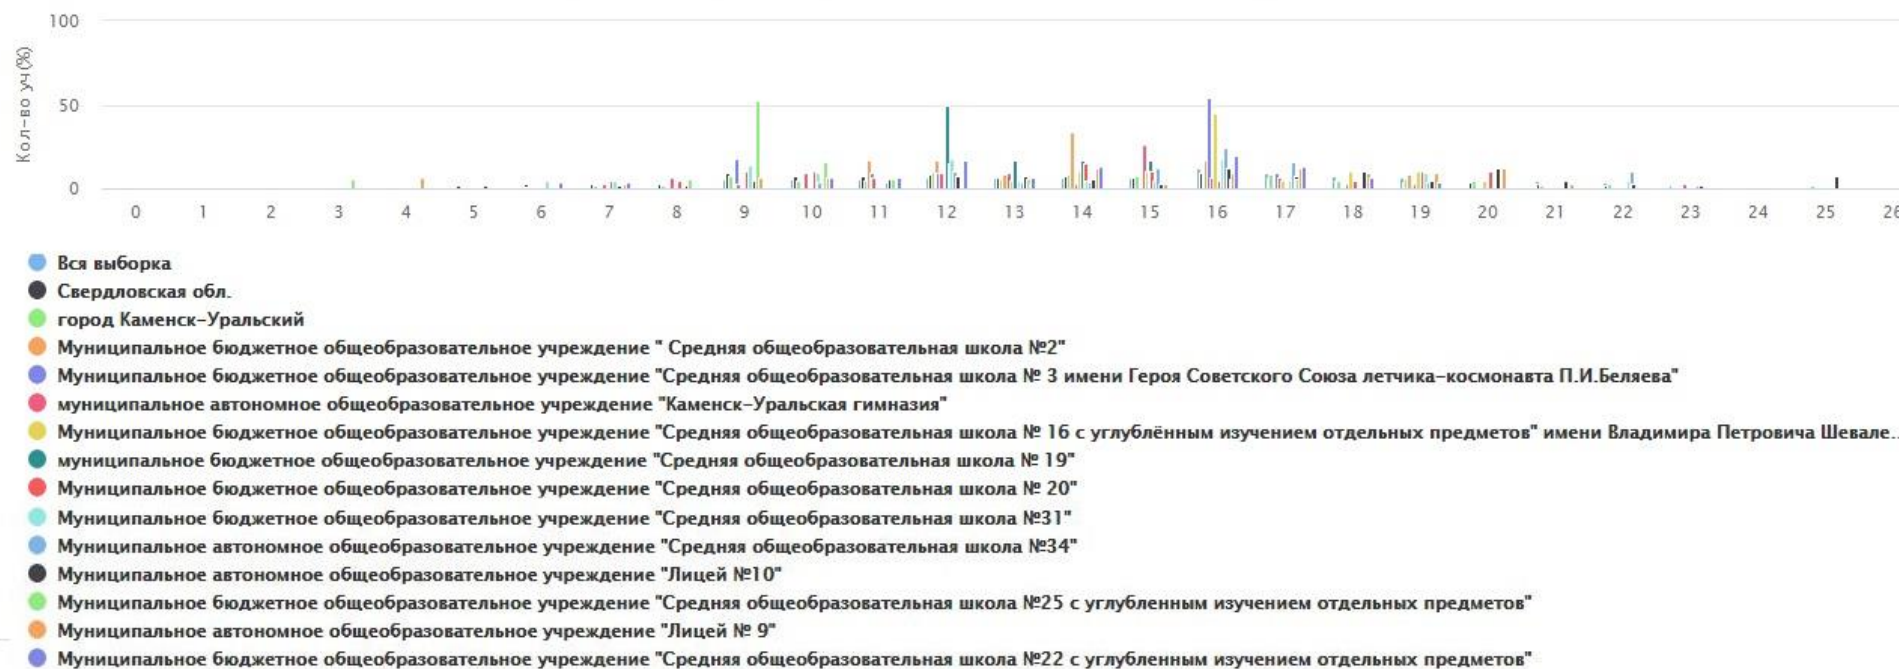 100
Кол-во уч(%)
50
0
0 1 2 3 4 5 6 7 8 9 10 11 12 13 14 15 16 17 18 19 20 21 22 23 24 25 26
Вся выборка
Свердловская обл.
город Каменск-Уральский
Муниципальное бюджетное общеобразовательное учреждение " Средняя общеобразовательная школа №2"
Муниципальное бюджетное общеобразовательное учреждение "Средняя общеобразовательная школа № 3 имени Героя Советского Союза летчика-космонавта П.И.Беляева"
муниципальное автономное общеобразовательное учреждение "Каменск-Уральская гимназия"
Муниципальное бюджетное общеобразовательное учреждение "Средняя общеобразовательная школа № 16 с углублённым изучением отдельных предметов" имени Владимира Петровича Шевале...
муниципальное бюджетное общеобразовательное учреждение "Средняя общеобразовательная школа № 19"
Муниципальное бюджетное общеобразовательное учреждение "Средняя общеобразовательная школа № 20"
Муниципальное бюджетное общеобразовательное учреждение "Средняя общеобразовательная школа №31"
Муниципальное автономное общеобразовательное учреждение "Средняя общеобразовательная школа №34"
Муниципальное автономное общеобразовательное учреждение "Лицей №10"
Муниципальное бюджетное общеобразовательное учреждение "Средняя общеобразовательная школа №25 с углубленным изучением отдельных предметов"
Муниципальное автономное общеобразовательное учреждение "Лицей № 9"
Муниципальное бюджетное общеобразовательное учреждение "Средняя общеобразовательная школа №22 с углубленным изучением отдельных предметов"